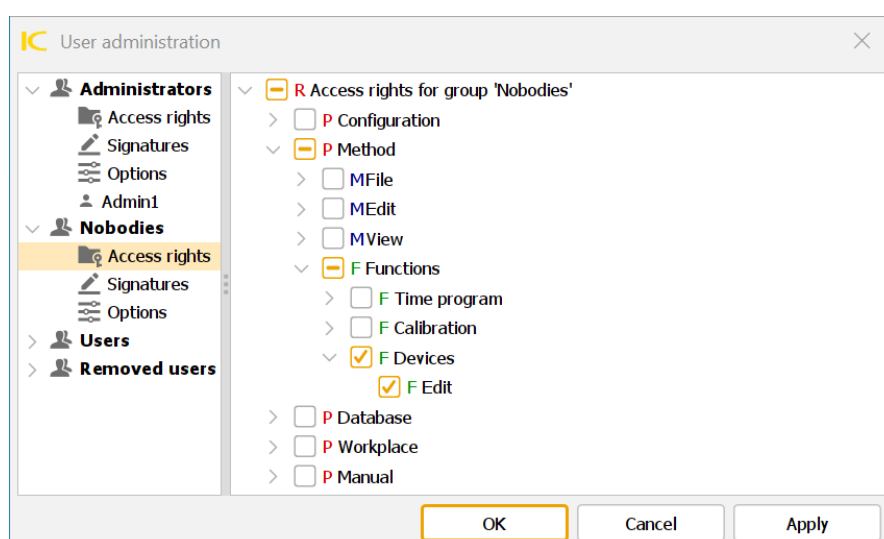 IC User administration
Administrators
Access rights
Signatures
Options
Admin1
Nobodies
Access rights
Signatures
Options
Users
Removed users
R Access rights for group 'Nobodies'
P Configuration
P Method
M File
M Edit
M View
F Functions
F Time program
F Calibration
F Devices
F Edit
P Database
P Workplace
P Manual
OK Cancel Apply